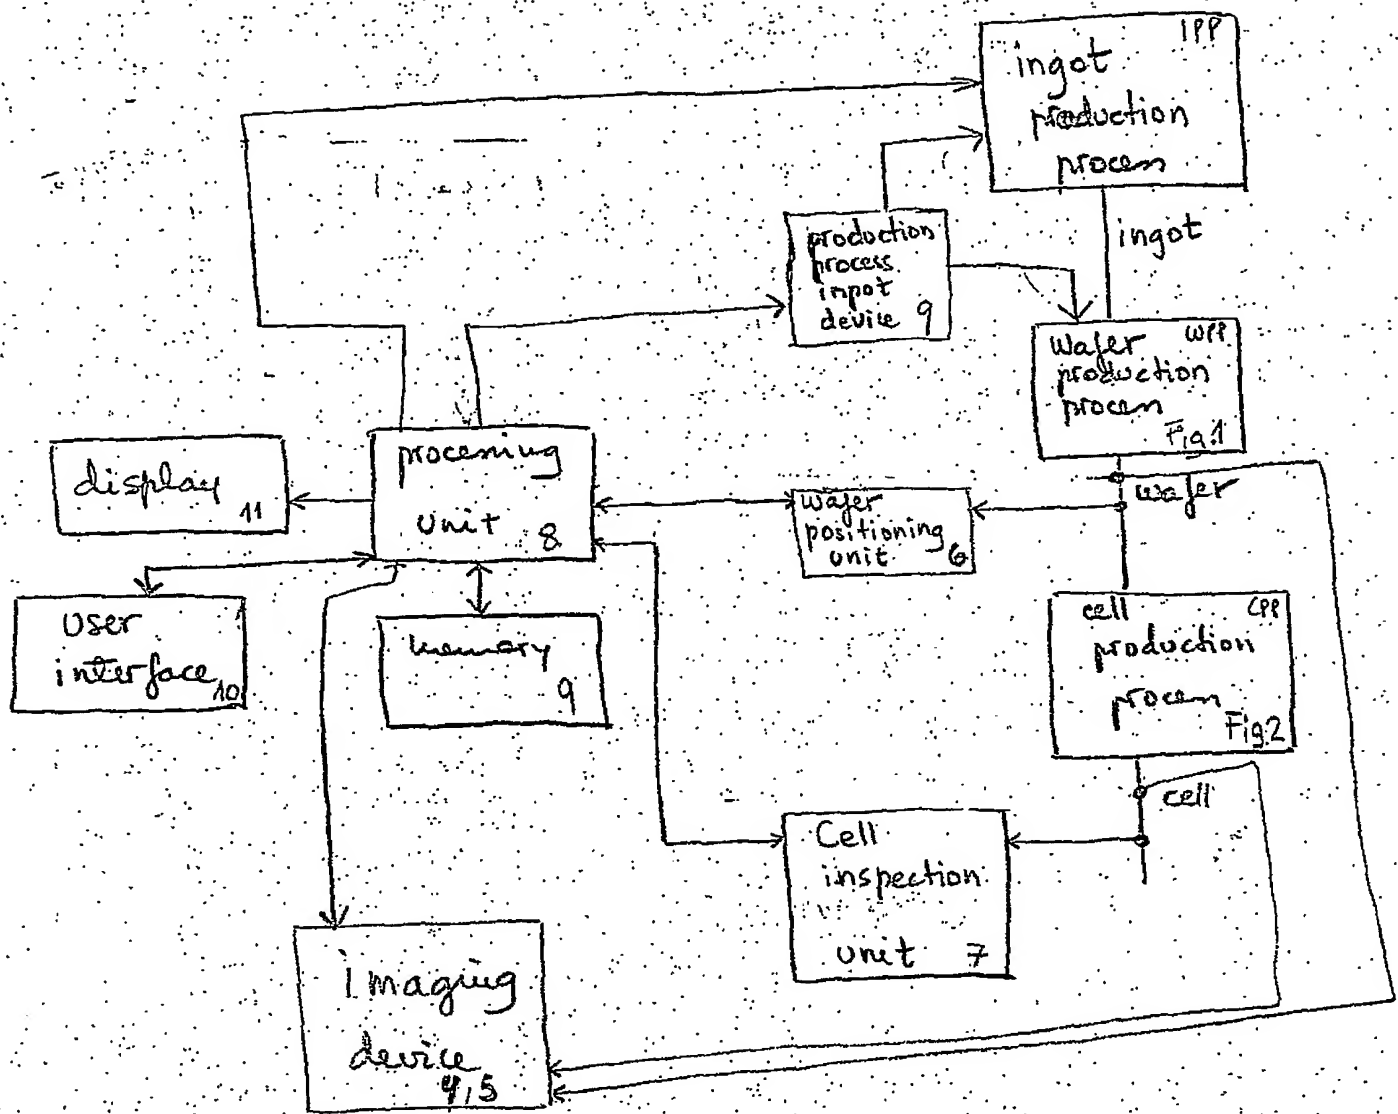 IPP
ingot
production
process
ingot
production
process
input
device 9
Wafer WPP
production
process
Fig.1
wafer
processing
unit 8
display
11
wafer
positioning
unit 6
user
interface
10
memory
9
cell CPP
production
process
Fig.2
cell
Cell
inspection
unit 7
imaging
device
4,5